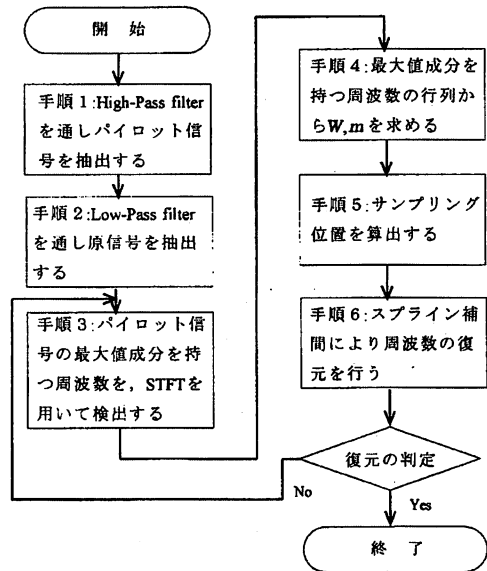 開 始
手順１:High-Pass filter
を通しパイロット信
号を抽出する
手順２:Low-Pass filter
を通し原信号を抽出
する
手順３:パイロット信
号の最大値成分を持
つ周波数を，STFTを
用いて検出する
手順４:最大値成分を
持つ周波数の行列か
らW,mを求める
手順５:サンプリング
位置を算出する
手順６:スプライン補
間により周波数の復
元を行う
復元の判定
No
Yes
終 了